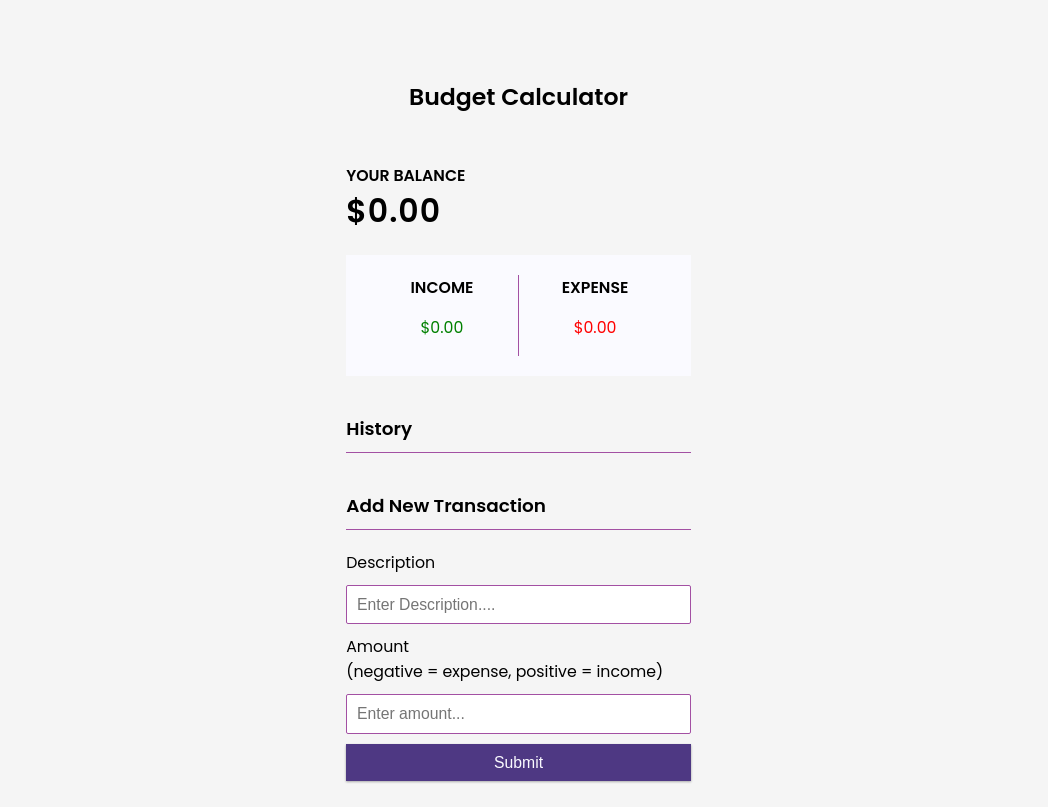 Budget Calculator
YOUR BALANCE
$0.00
INCOME
EXPENSE
$0.00
$0.00
History
Add New Transaction
Description
Enter Description....
Amount
(negative = expense, positive = income)
Enter amount...
Submit